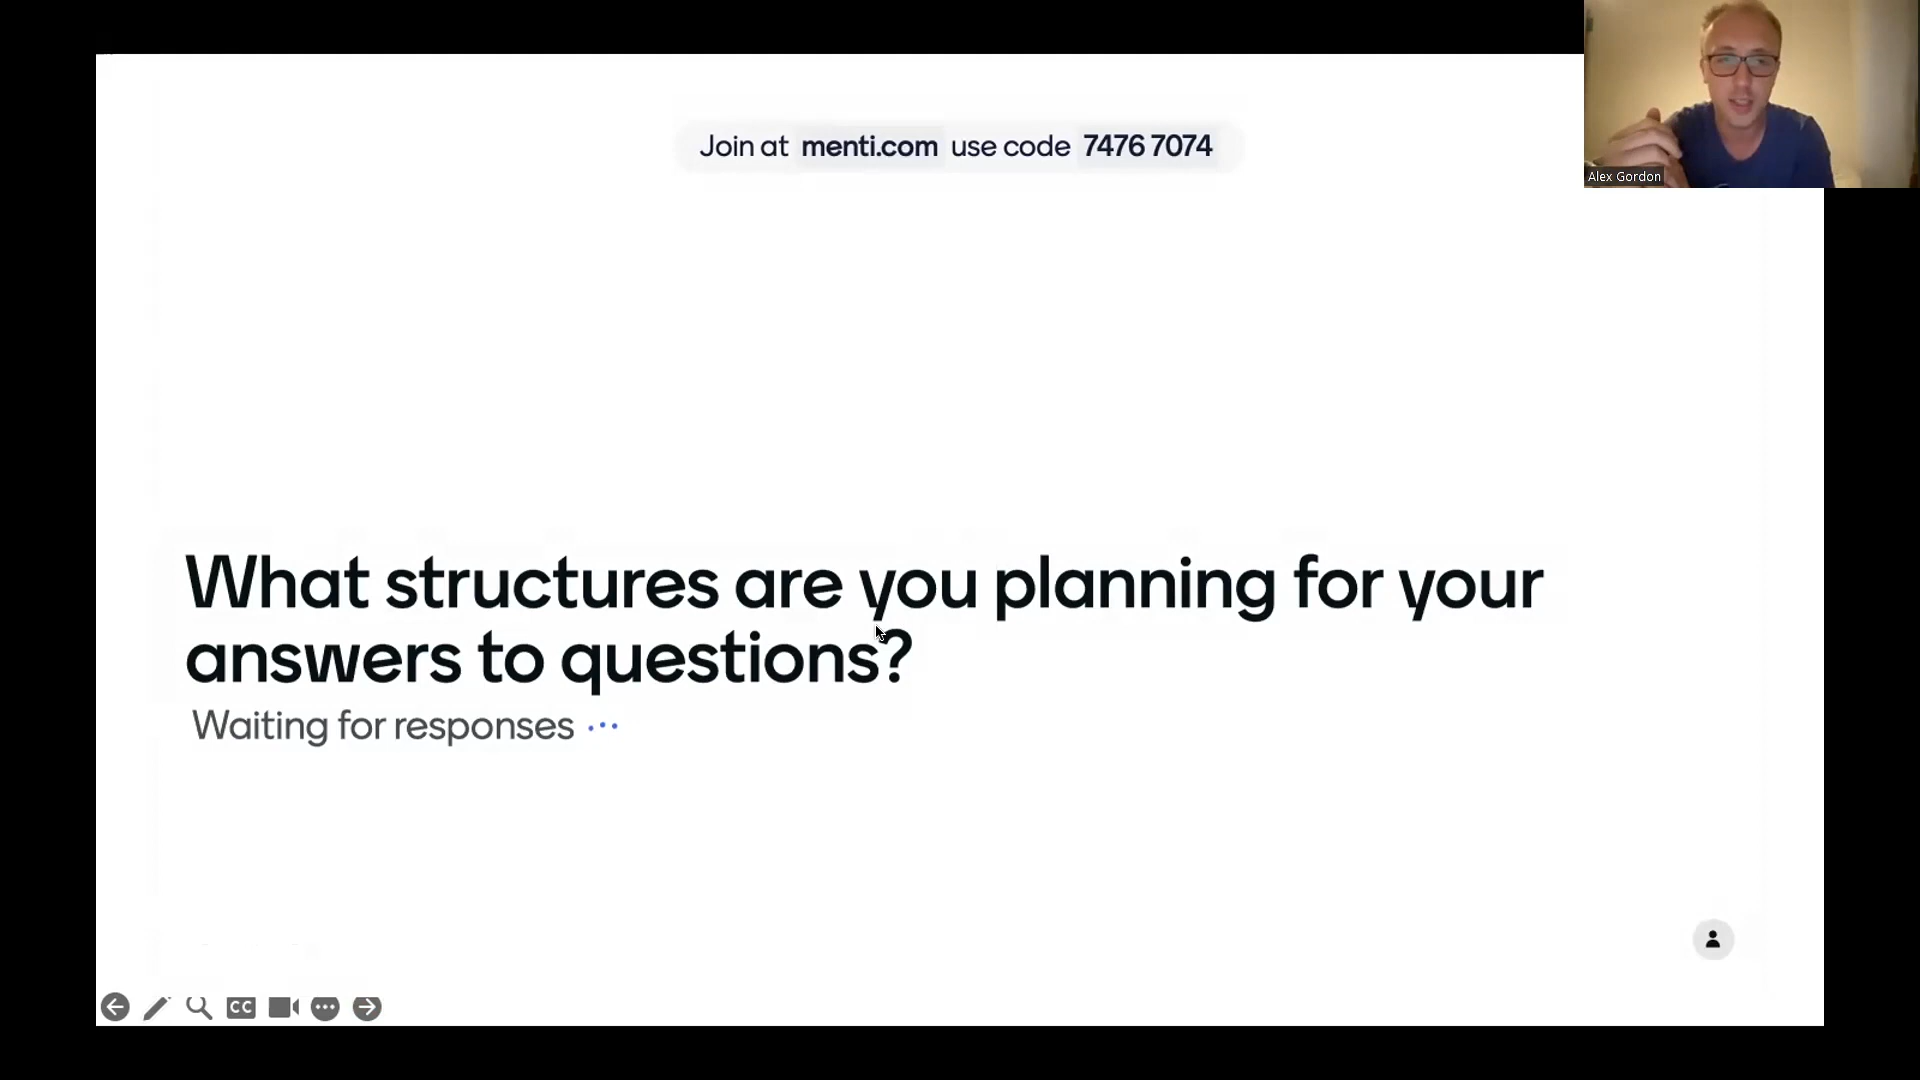 Join at menti.com use code 7476 7074
Alex Gordon
What structures are you planning for your
answers to questions?
Waiting for responses ...
CC